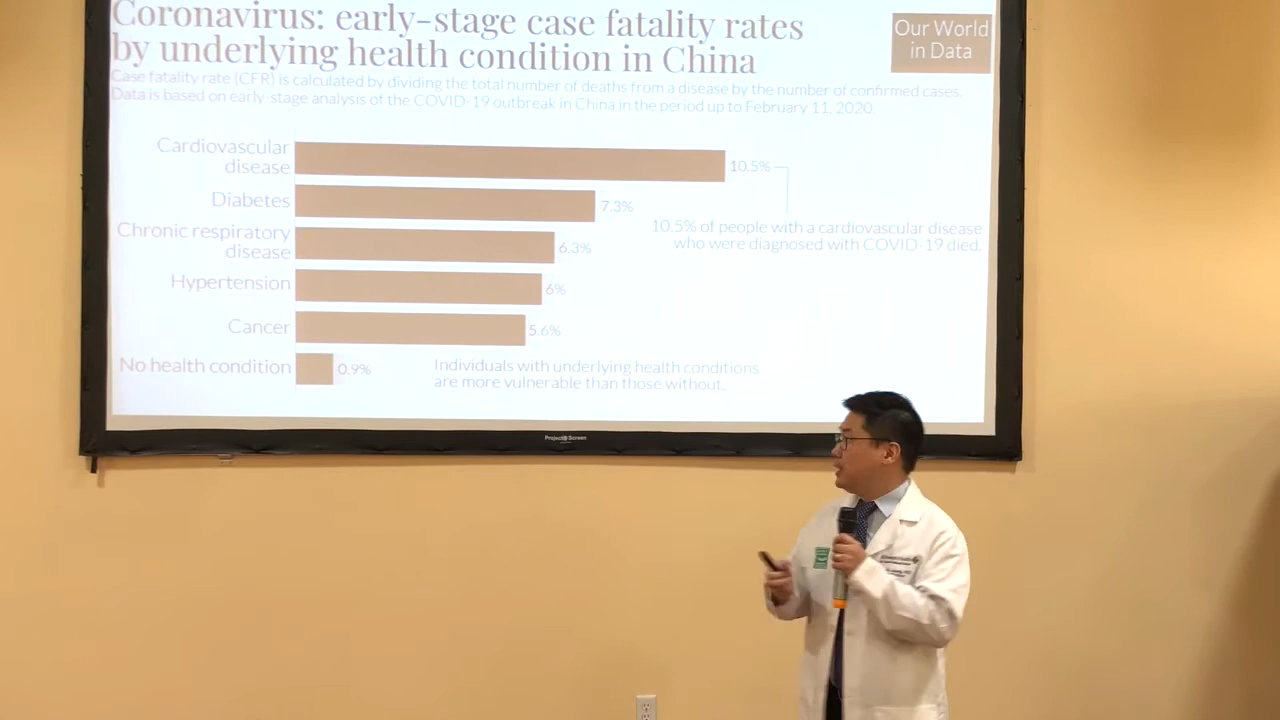 Coronavirus: early-stage case fatality rates
by underlying health condition in China
Our World
in Data
Case fatality rate (CFR) is calculated by dividing the total number of deaths from a disease by the number of confirmed cases.
Data is based on early-stage analysis of the COVID-19 outbreak in China in the period up to February 11, 2020.
Cardiovascular
disease
10.5%
Diabetes
7.3%
10.5% of people with a cardiovascular disease
who were diagnosed with COVID-19 died.
Chronic respiratory
disease
6.3%
Hypertension
6%
Cancer
5.6%
No health condition
0.9%
Individuals with underlying health conditions
are more vulnerable than those without.
Screen